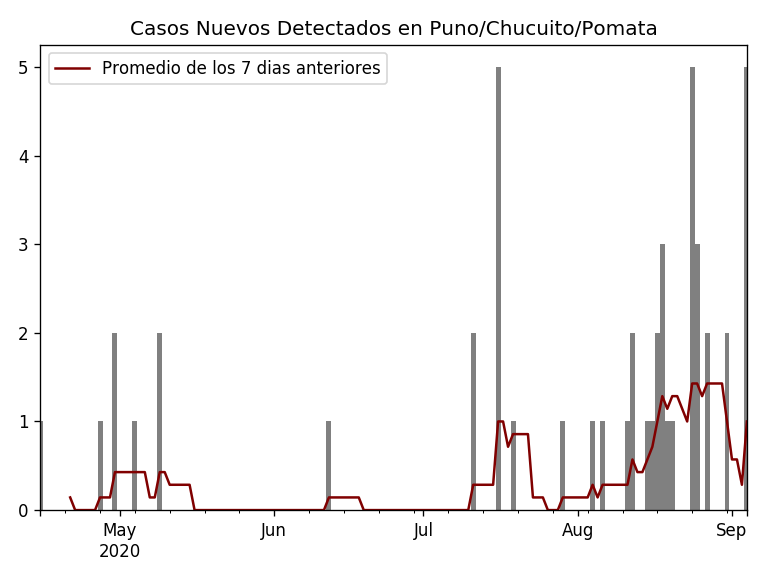 Casos Nuevos Detectados en Puno/Chucuito/Pomata
Promedio de los 7 dias anteriores
5
4
3
2
1
0
May Jun Jul Aug Sep
2020